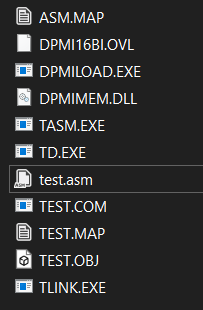 ASM.MAP
DPMI16BI.OVL
DPMILOAD.EXE
DPMIMEM.DLL
TASM.EXE
TD.EXE
test.asm
TEST.COM
TEST.MAP
TEST.OBJ
TLINK.EXE